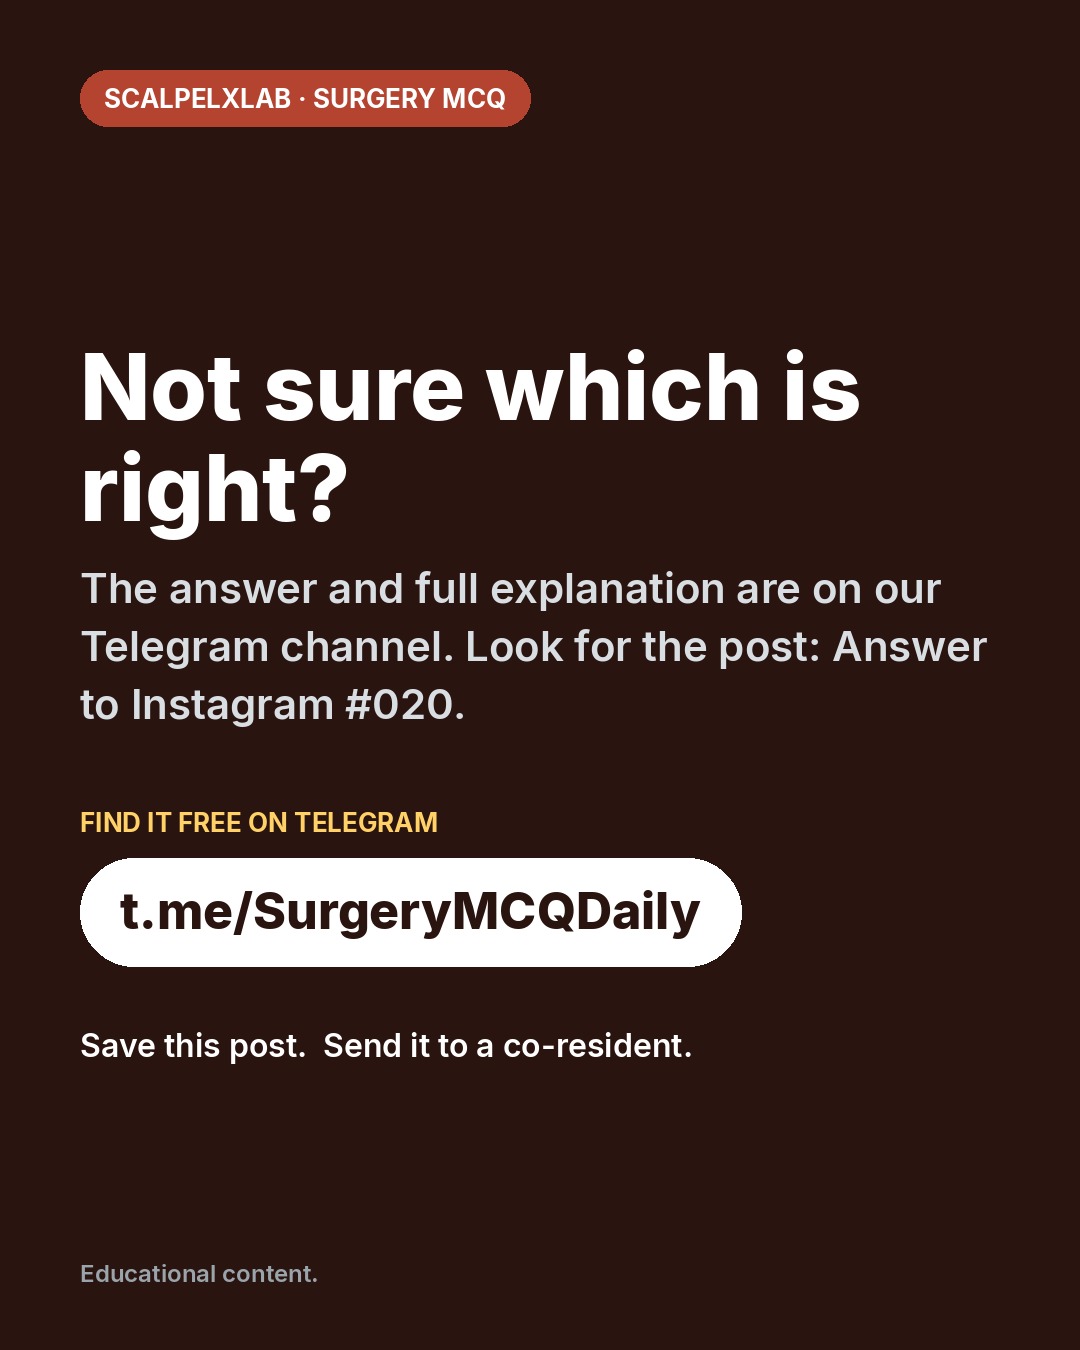 SCALPELXLAB · SURGERY MCQ
Not sure which is
right?
The answer and full explanation are on our
Telegram channel. Look for the post: Answer
to Instagram #020.
FIND IT FREE ON TELEGRAM
t.me/SurgeryMCQDaily
Save this post.  Send it to a co-resident.
Educational content.